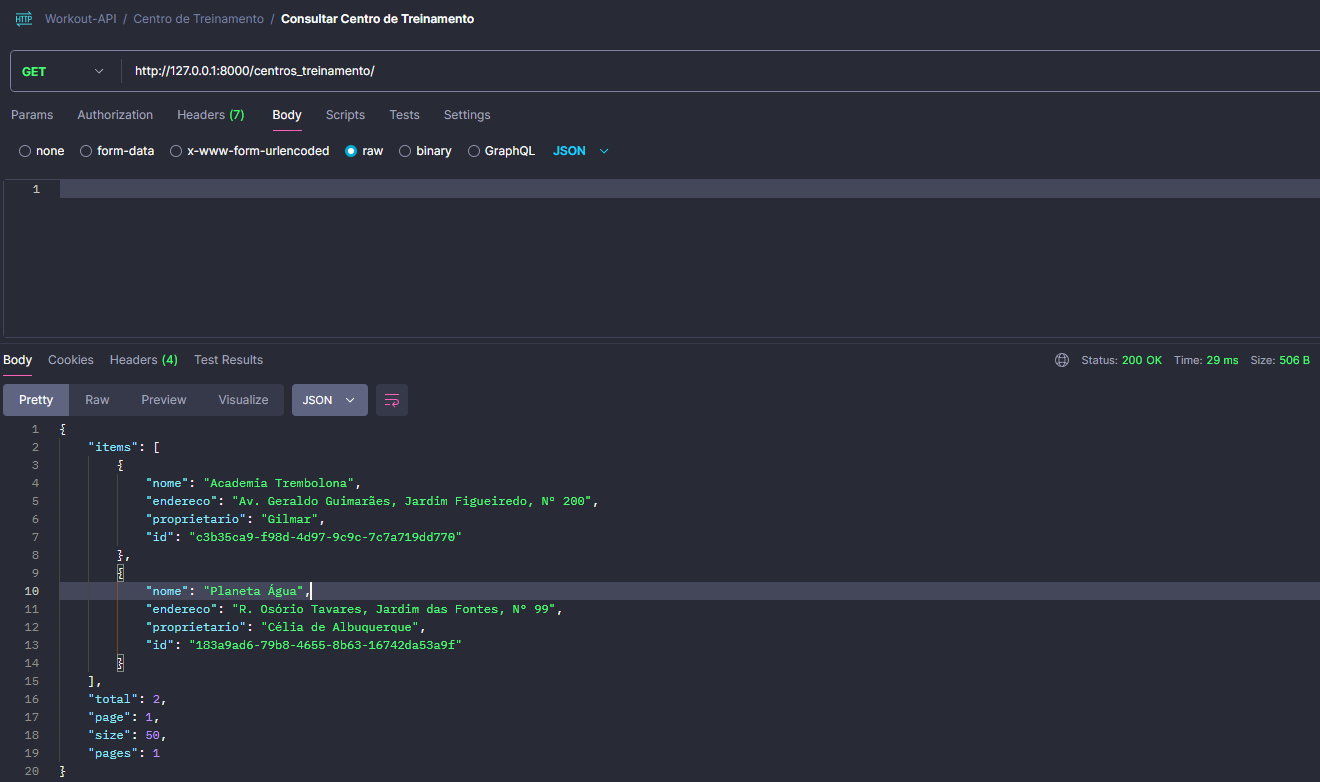 HTTP Workout-API / Centro de Treinamento / Consultar Centro de Treinamento
GET http://127.0.0.1:8000/centros_treinamento/
Params Authorization Headers (7) Body Scripts Tests Settings
none form-data x-www-form-urlencoded raw binary GraphQL JSON
1
Body Cookies Headers (4) Test Results Status: 200 OK Time: 29 ms Size: 506 B
Pretty Raw Preview Visualize JSON
1 {
2 "items": [
3 {
4 "nome": "Academia Trembolona",
5 "endereco": "Av. Geraldo Guimarães, Jardim Figueiredo, Nº 200",
6 "proprietario": "Gilmar",
7 "id": "c3b35ca9-f98d-4d97-9c9c-7c7a719dd770"
8 },
9 {
10 "nome": "Planeta Água",
11 "endereco": "R. Osório Tavares, Jardim das Fontes, Nº 99",
12 "proprietario": "Célia de Albuquerque",
13 "id": "183a9ad6-79b8-4655-8b63-16742da53a9f"
14 }
15 ],
16 "total": 2,
17 "page": 1,
18 "size": 50,
19 "pages": 1
20 }